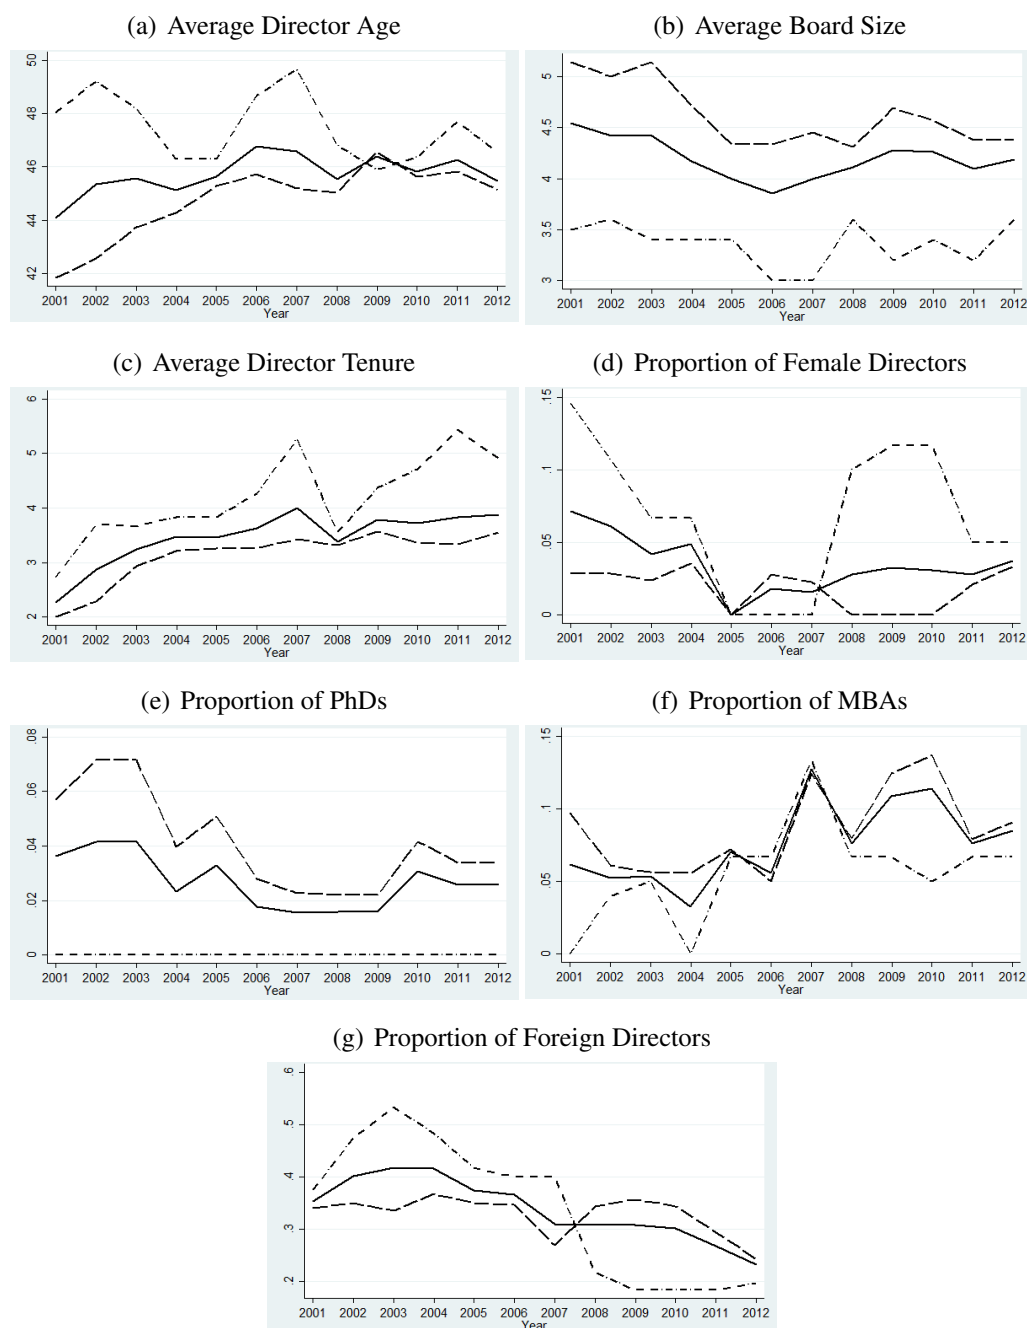 (a) Average Director Age
(b) Average Board Size
50
48
46
44
42
2001 2002 2003 2004 2005 2006 2007 2008 2009 2010 2011 2012
Year
5
4.5
4
3.5
3
2001 2002 2003 2004 2005 2006 2007 2008 2009 2010 2011 2012
Year
(c) Average Director Tenure
(d) Proportion of Female Directors
6
5
4
3
2
2001 2002 2003 2004 2005 2006 2007 2008 2009 2010 2011 2012
Year
.15
.1
.05
0
2001 2002 2003 2004 2005 2006 2007 2008 2009 2010 2011 2012
Year
(e) Proportion of PhDs
(f) Proportion of MBAs
.08
.06
.04
.02
0
2001 2002 2003 2004 2005 2006 2007 2008 2009 2010 2011 2012
Year
.15
.1
.05
0
2001 2002 2003 2004 2005 2006 2007 2008 2009 2010 2011 2012
Year
(g) Proportion of Foreign Directors
.6
.5
.4
.3
.2
2001 2002 2003 2004 2005 2006 2007 2008 2009 2010 2011 2012
Year